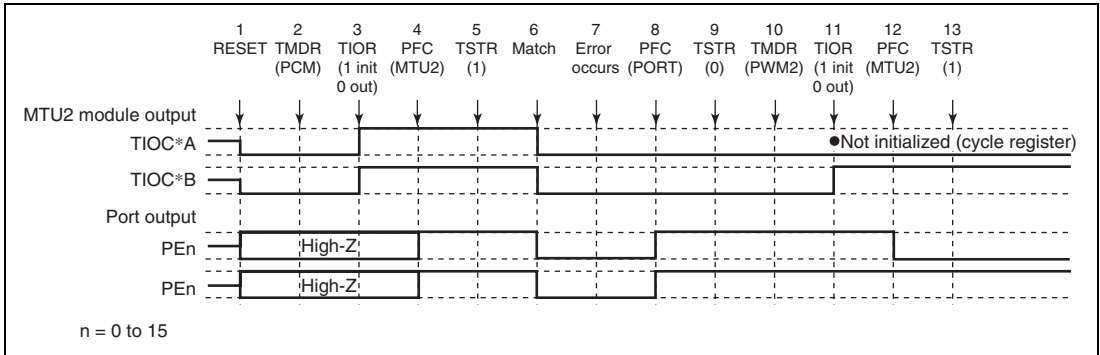 1 2 3 4 5 6 7 8 9 10 11 12 13
RESET TMDR TIOR PFC TSTR Match Error PFC TSTR TMDR TIOR PFC TSTR
(PCM) (1 init (MTU2) (1) occurs (PORT) (0) (PWM2) (1 init (MTU2) (1)
0 out) 0 out)
MTU2 module output
TIOC*A
●Not initialized (cycle register)
TIOC*B
Port output
PEn
High-Z
PEn
High-Z
n = 0 to 15